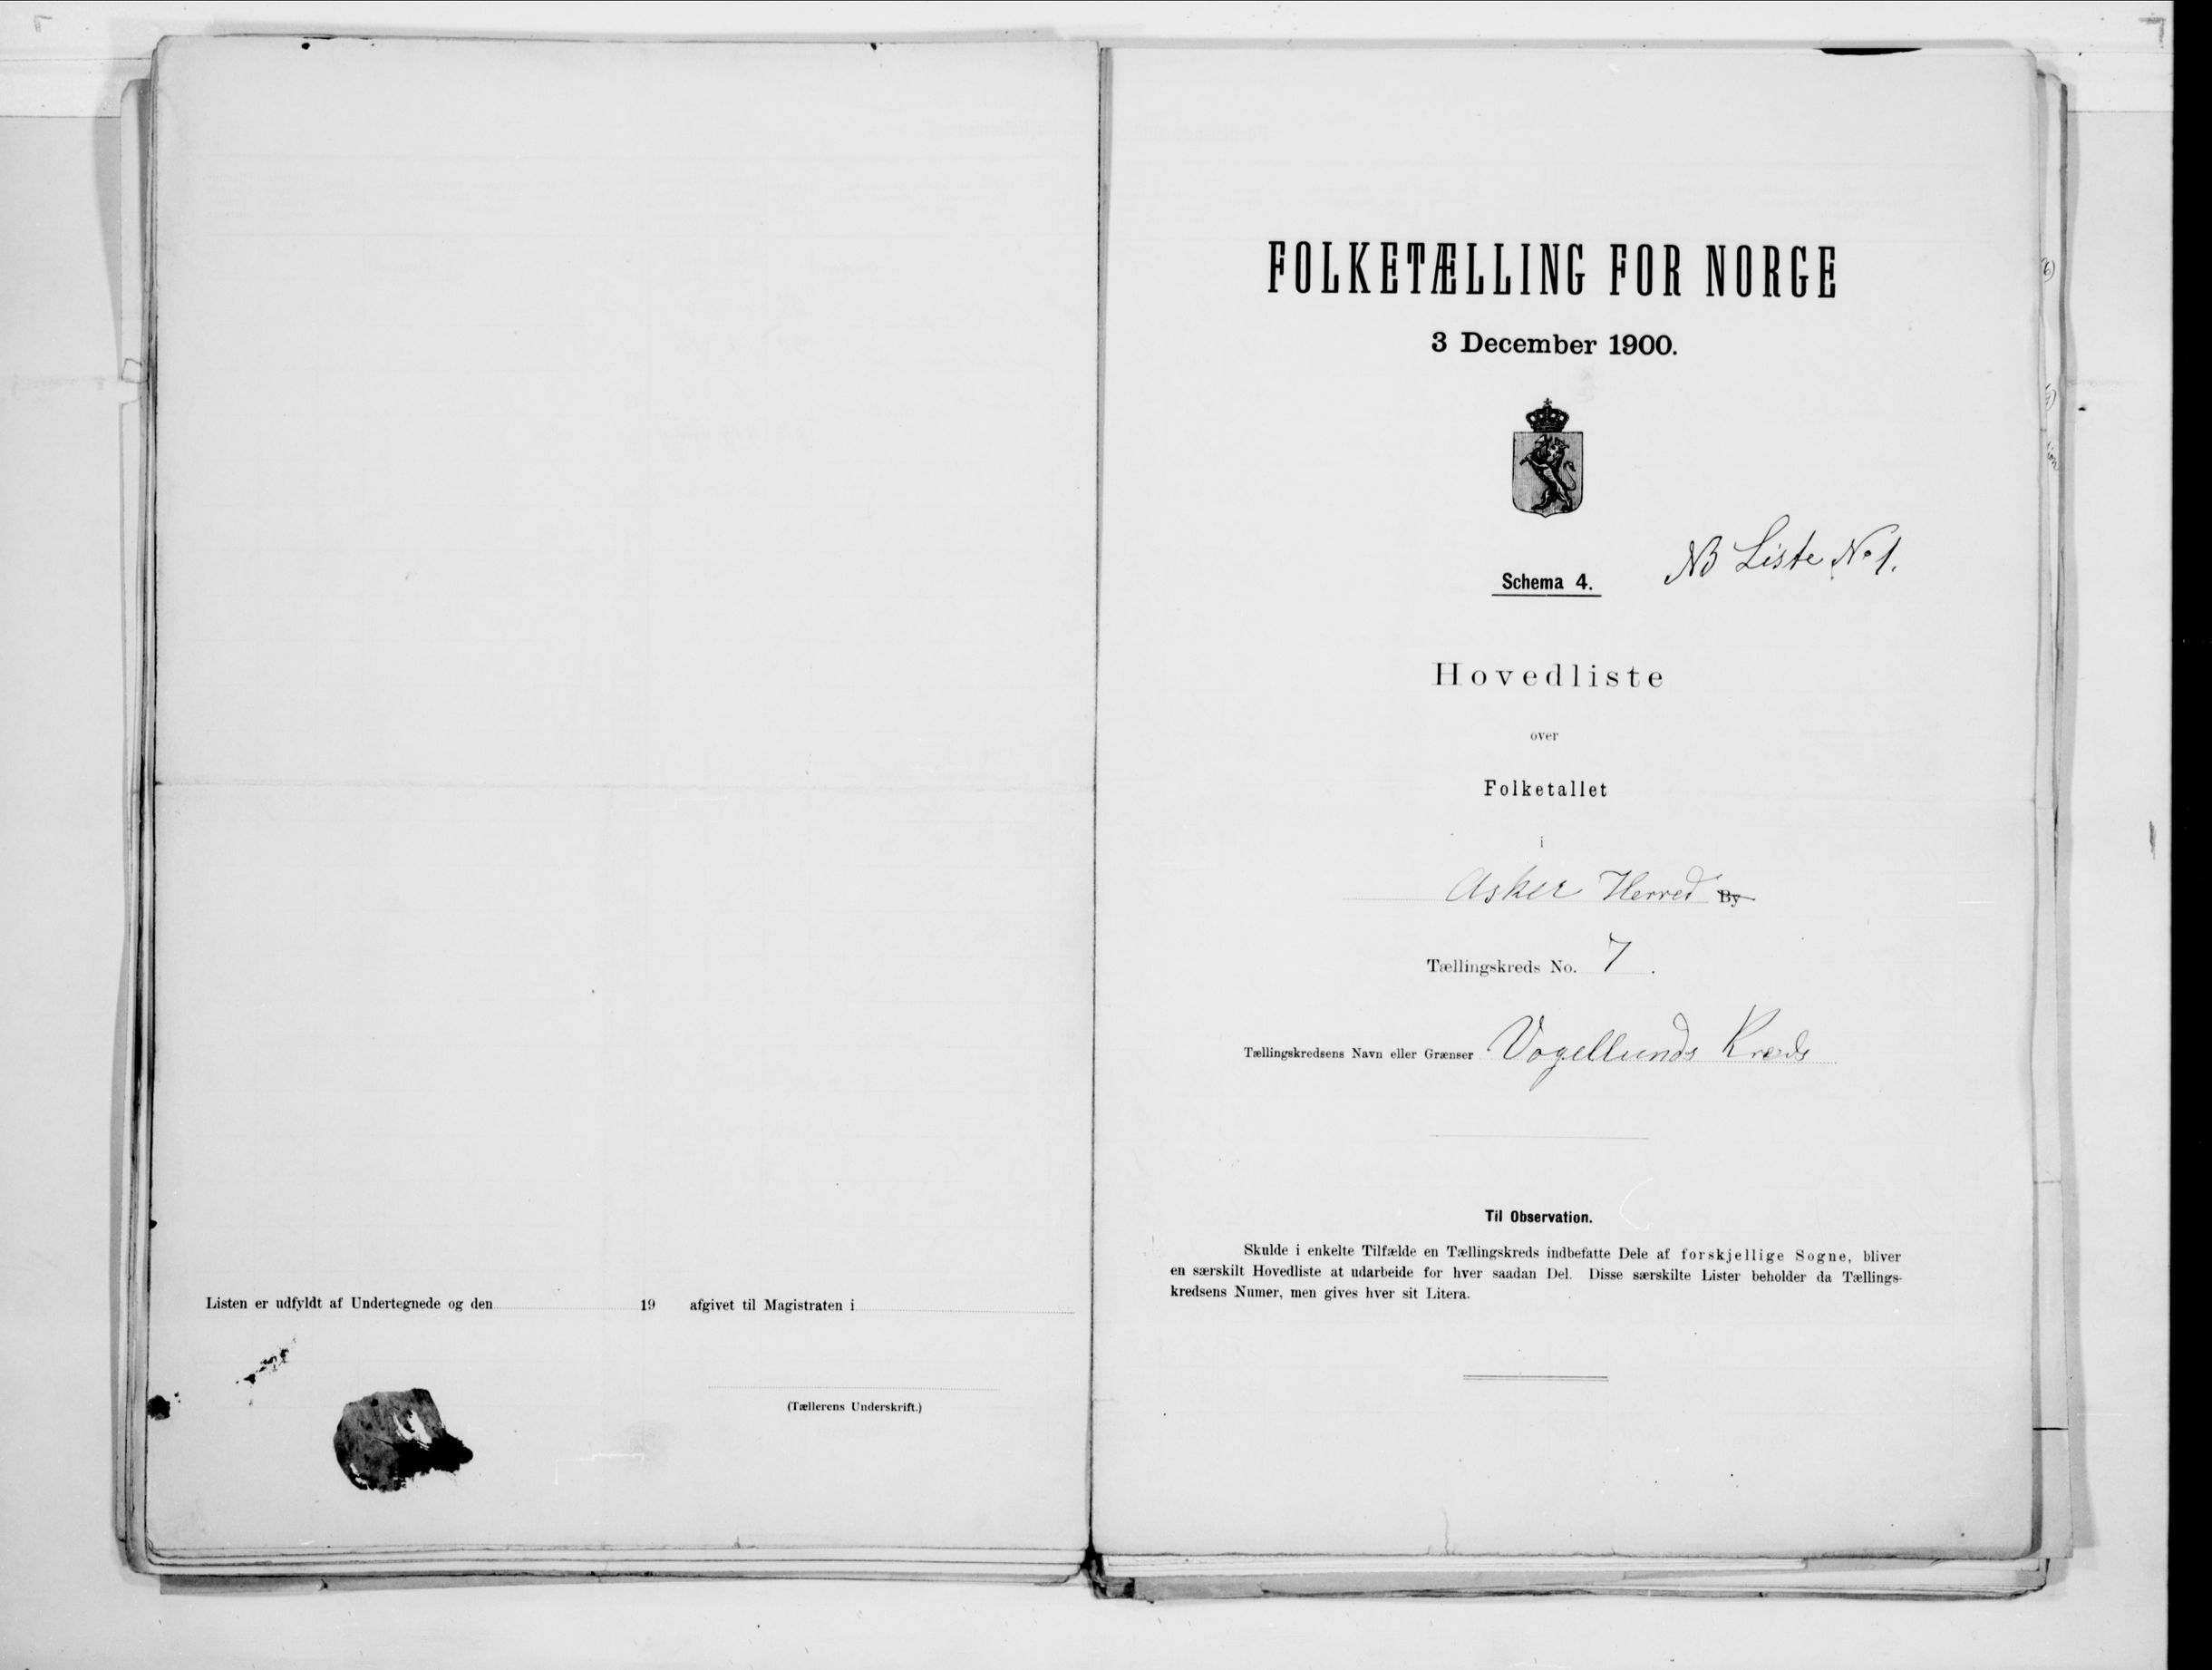 Listen er udfyldt af Undertegnede og den 19 afgivet til Magistraten i
(Tællerens Underskrift.)
FOLKETÆLLING FOR NORGE
3 December 1900.
NB Liste No 1.
Schema 4.
Hovedliste
over
Folketallet
i
Asker Herred By
Tællingskreds No. 7.
Tællingskredsens Navn eller Grænser Vogellunds Kreds
Til Observation.
Skulde i enkelte Tilfælde en Tællingskreds indbefatte Dele af forskjellige Sogne, bliver
en særskilt Hovedliste at udarbeide for hver saadan Del. Disse særskilte Lister beholder da Tællings-
kredsens Numer, men gives hver sit Litera.